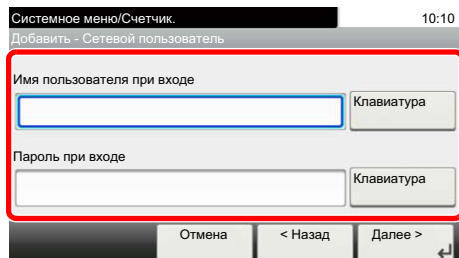 Системное меню/Счетчик. 10:10
Добавить - Сетевой пользователь
Имя пользователя при входе
Клавиатура
Пароль при входе
Клавиатура
Отмена < Назад Далее >